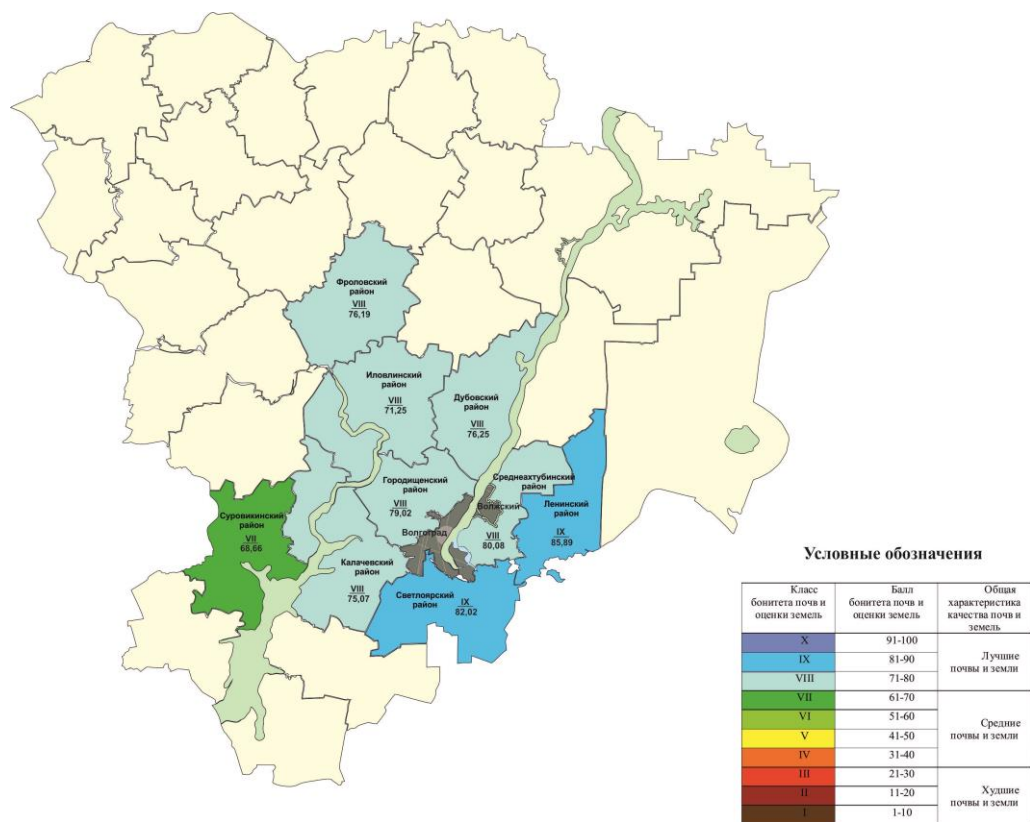 Фроловский
район
VIII
76,19
Иловлинский
район
VIII
71,25
Дубовский
район
VIII
76,25
Городищенский
район
VIII
79,02
Среднеахтубинский
район
Волжский
VIII
80,08
Ленинский
район
IX
85,89
Суровикинский
район
VII
68,66
Волгоград
Калачевский
район
VIII
75,07
Светлоярский
район
IX
82,02
Условные обозначения
Класс
бонитета почв и
оценки земель
Балл
бонитета почв и
оценки земель
Общая
характеристика
качества почв и
земель
X 91-100
IX 81-90
VIII 71-80
Лучшие
почвы и земли
VII 61-70
VI 51-60
V 41-50
IV 31-40
Средние
почвы и земли
III 21-30
II 11-20
I 1-10
Худшие
почвы и земли